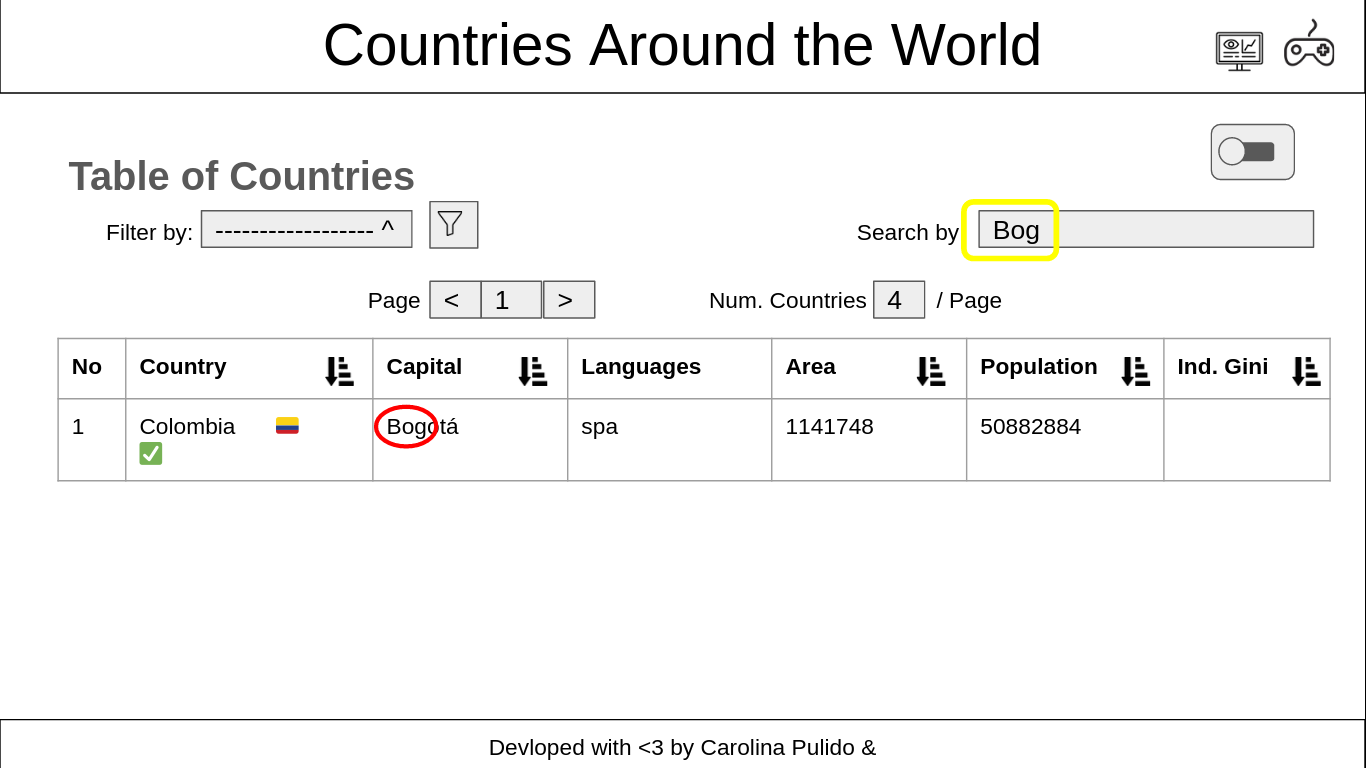 Countries Around the World
Table of Countries
Filter by: ------------------ ^
Search by Bog
Page < 1 > Num. Countries 4 / Page
No Country Capital Languages Area Population Ind. Gini
1 Colombia Bogotá spa 1141748 50882884
Devloped with <3 by Carolina Pulido &